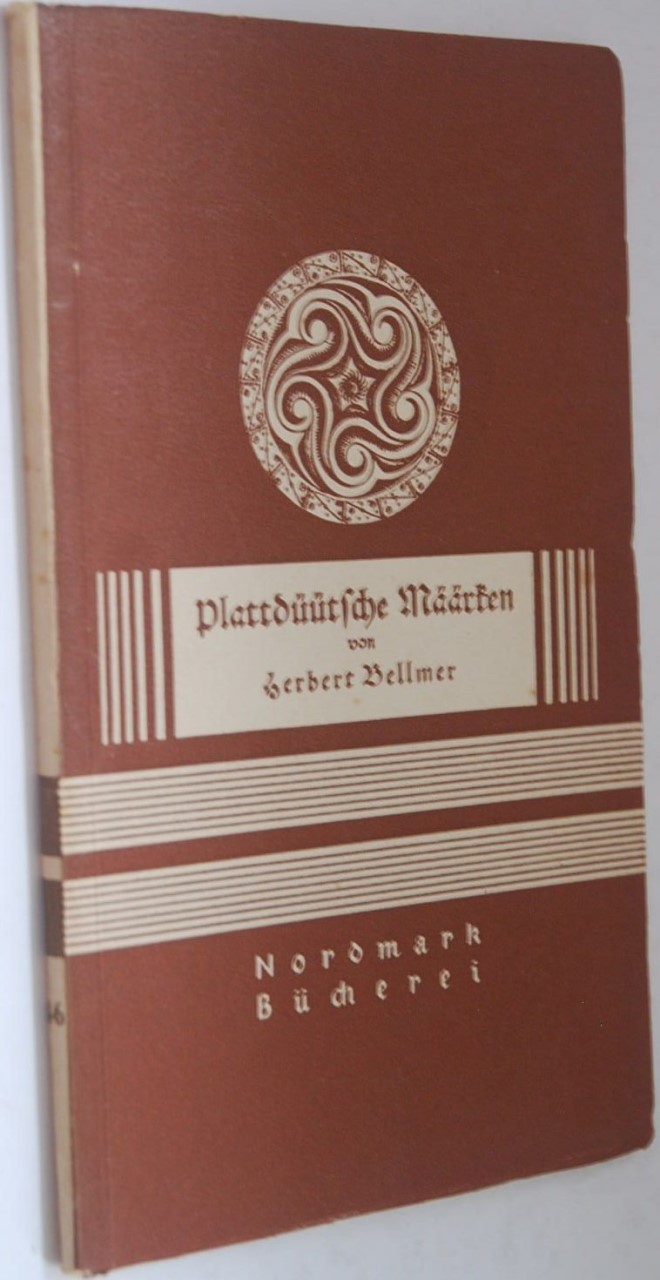 Plattdüütsche Määrken
von
Herbert Bellmer
Nordmark
Bücherei